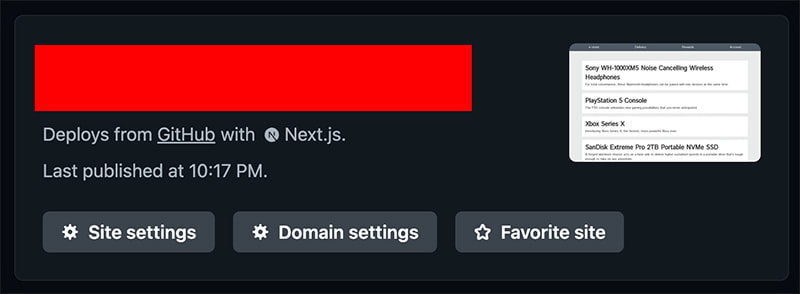 Deploys from GitHub with Next.js.
Last published at 10:17 PM.
Site settings
Domain settings
Favorite site
Sony WH-1000XM5 Noise Cancelling Wireless
Headphones
PlayStation 5 Console
Xbox Series X
SanDisk Extreme Pro 2TB Portable NVMe SSD